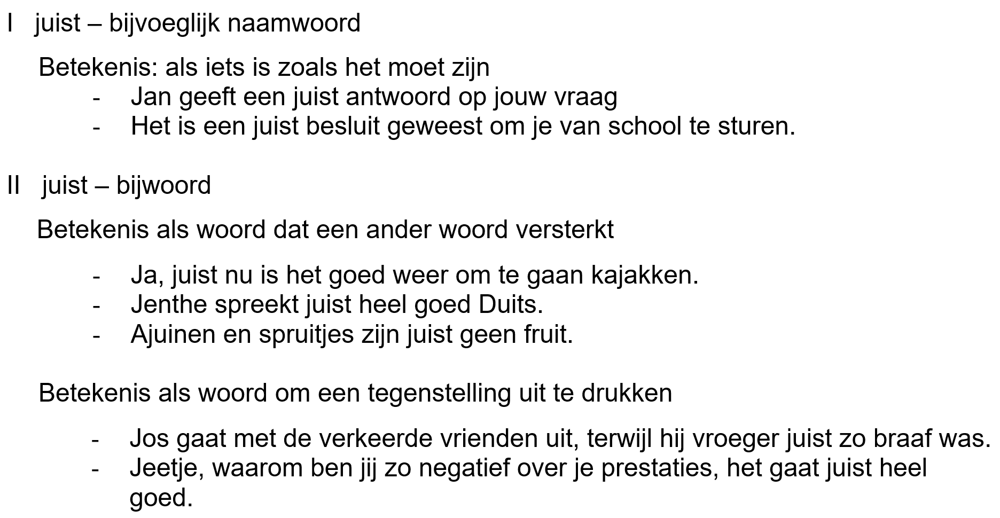 I juist – bijvoeglijk naamwoord
Betekenis: als iets is zoals het moet zijn
- Jan geeft een juist antwoord op jouw vraag
- Het is een juist besluit geweest om je van school te sturen.
II juist – bijwoord
Betekenis als woord dat een ander woord versterkt
- Ja, juist nu is het goed weer om te gaan kajakken.
- Jenthe spreekt juist heel goed Duits.
- Ajuinen en spruitjes zijn juist geen fruit.
Betekenis als woord om een tegenstelling uit te drukken
- Jos gaat met de verkeerde vrienden uit, terwijl hij vroeger juist zo braaf was.
- Jeetje, waarom ben jij zo negatief over je prestaties, het gaat juist heel
goed.